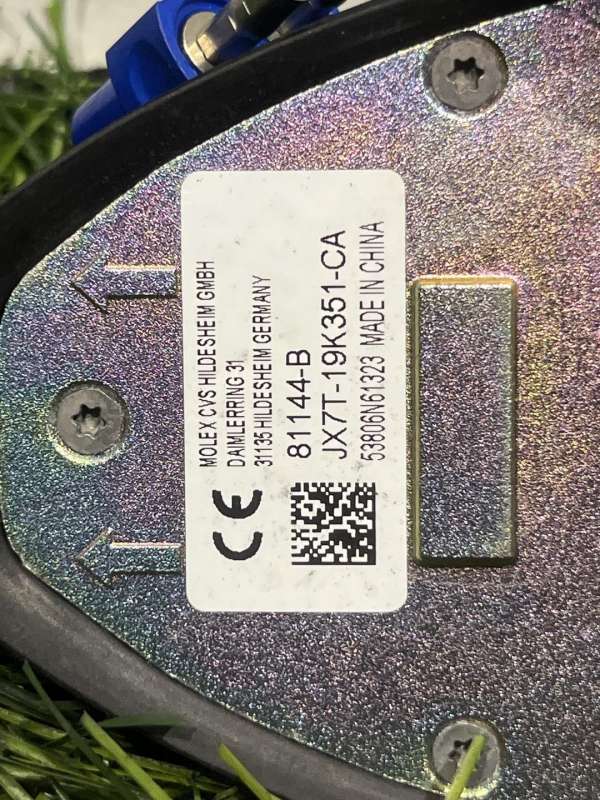 MOLEX CVS HILDESHEIM GMBH
DAIMLERRING 31
31135 HILDESHEIM GERMANY
81144-B
JX7T-19K351-CA
53806N61323 MADE IN CHINA
CE